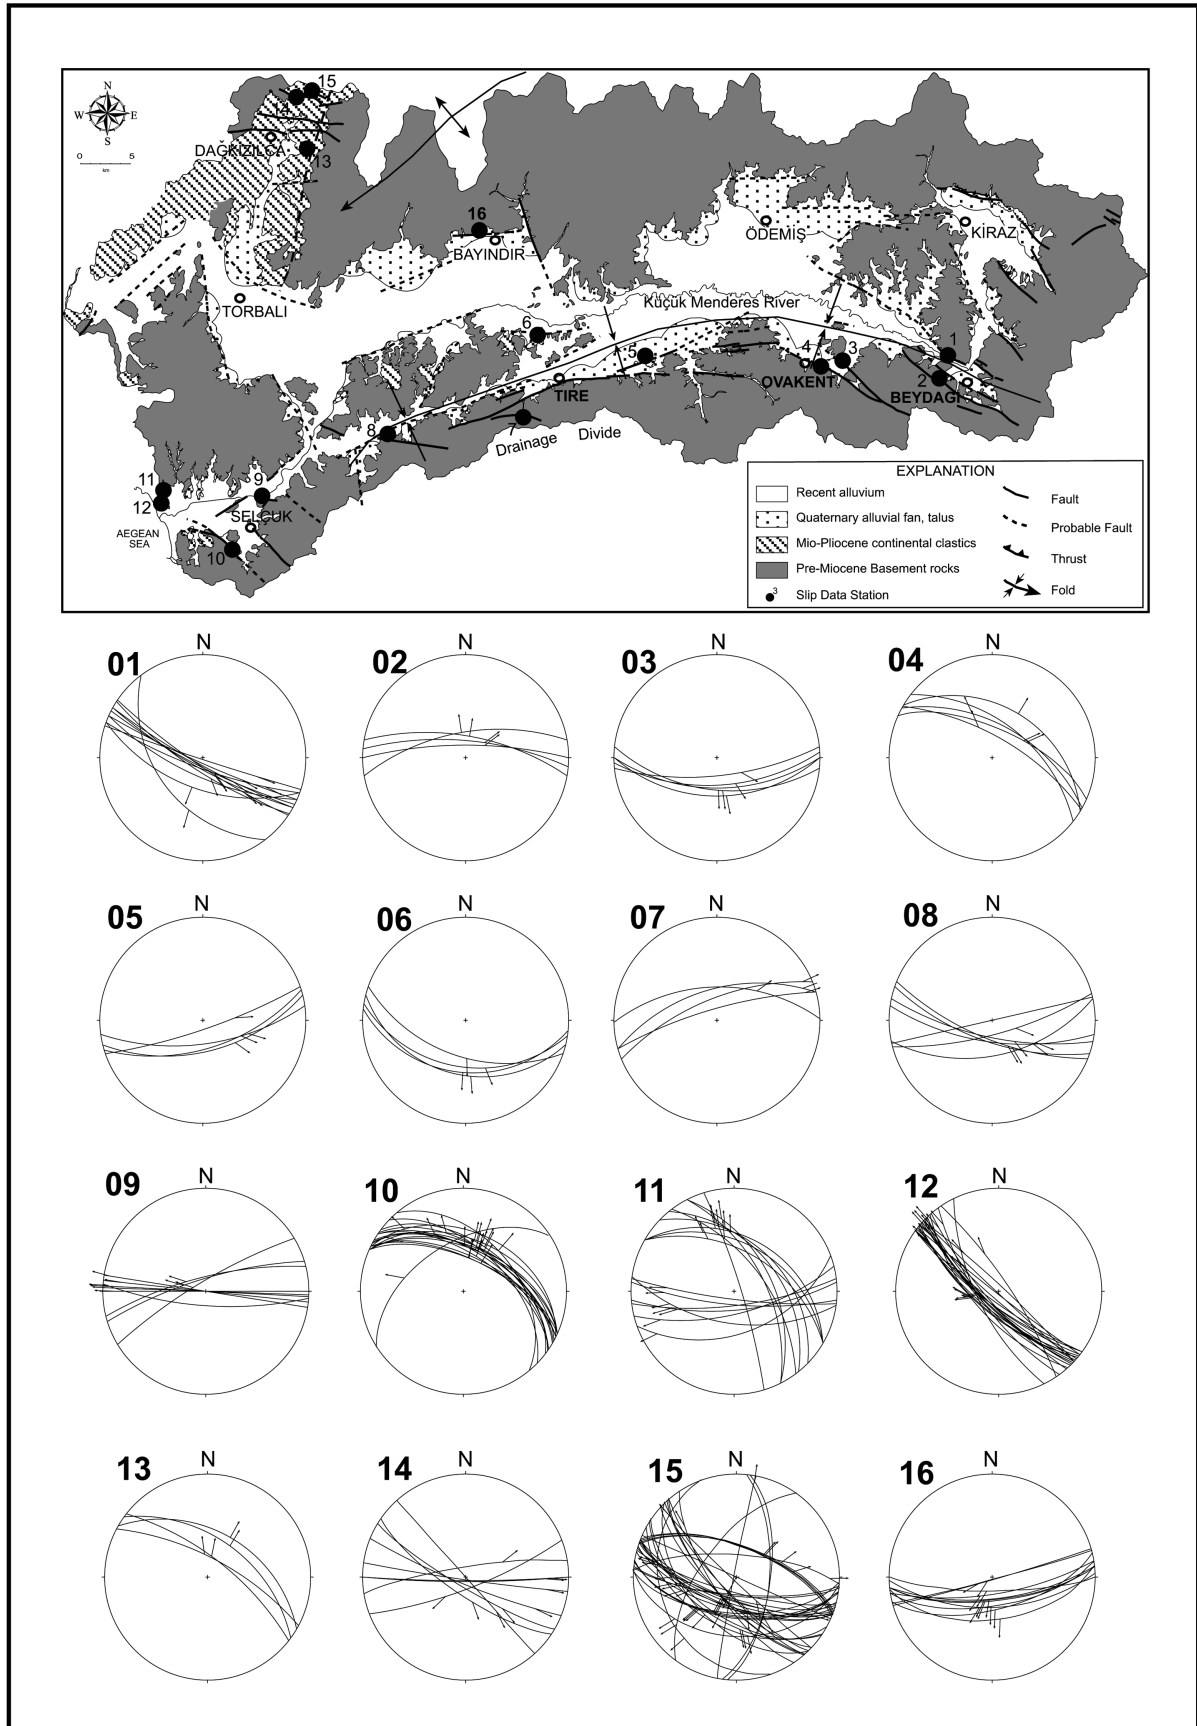 15
N
W E
S
14
0 5
km
DAĞKIZILCA
13
16
BAYINDIR
ÖDEMİŞ
KİRAZ
TORBALI
Küçük Menderes River
6
5
4
3
1
2
OVAKENT
BEYDAĞI
TIRE
7
8
Drainage Divide
9
11
12
SELÇUK
AEGEAN
SEA
10
EXPLANATION
Recent alluvium
Quaternary alluvial fan, talus
Mio-Pliocene continental clastics
Pre-Miocene Basement rocks
3 Slip Data Station
Fault
Probable Fault
Thrust
Fold
N N N N
01 02 03 04
N N N N
05 06 07 08
N N N N
09 10 11 12
N N N N
13 14 15 16